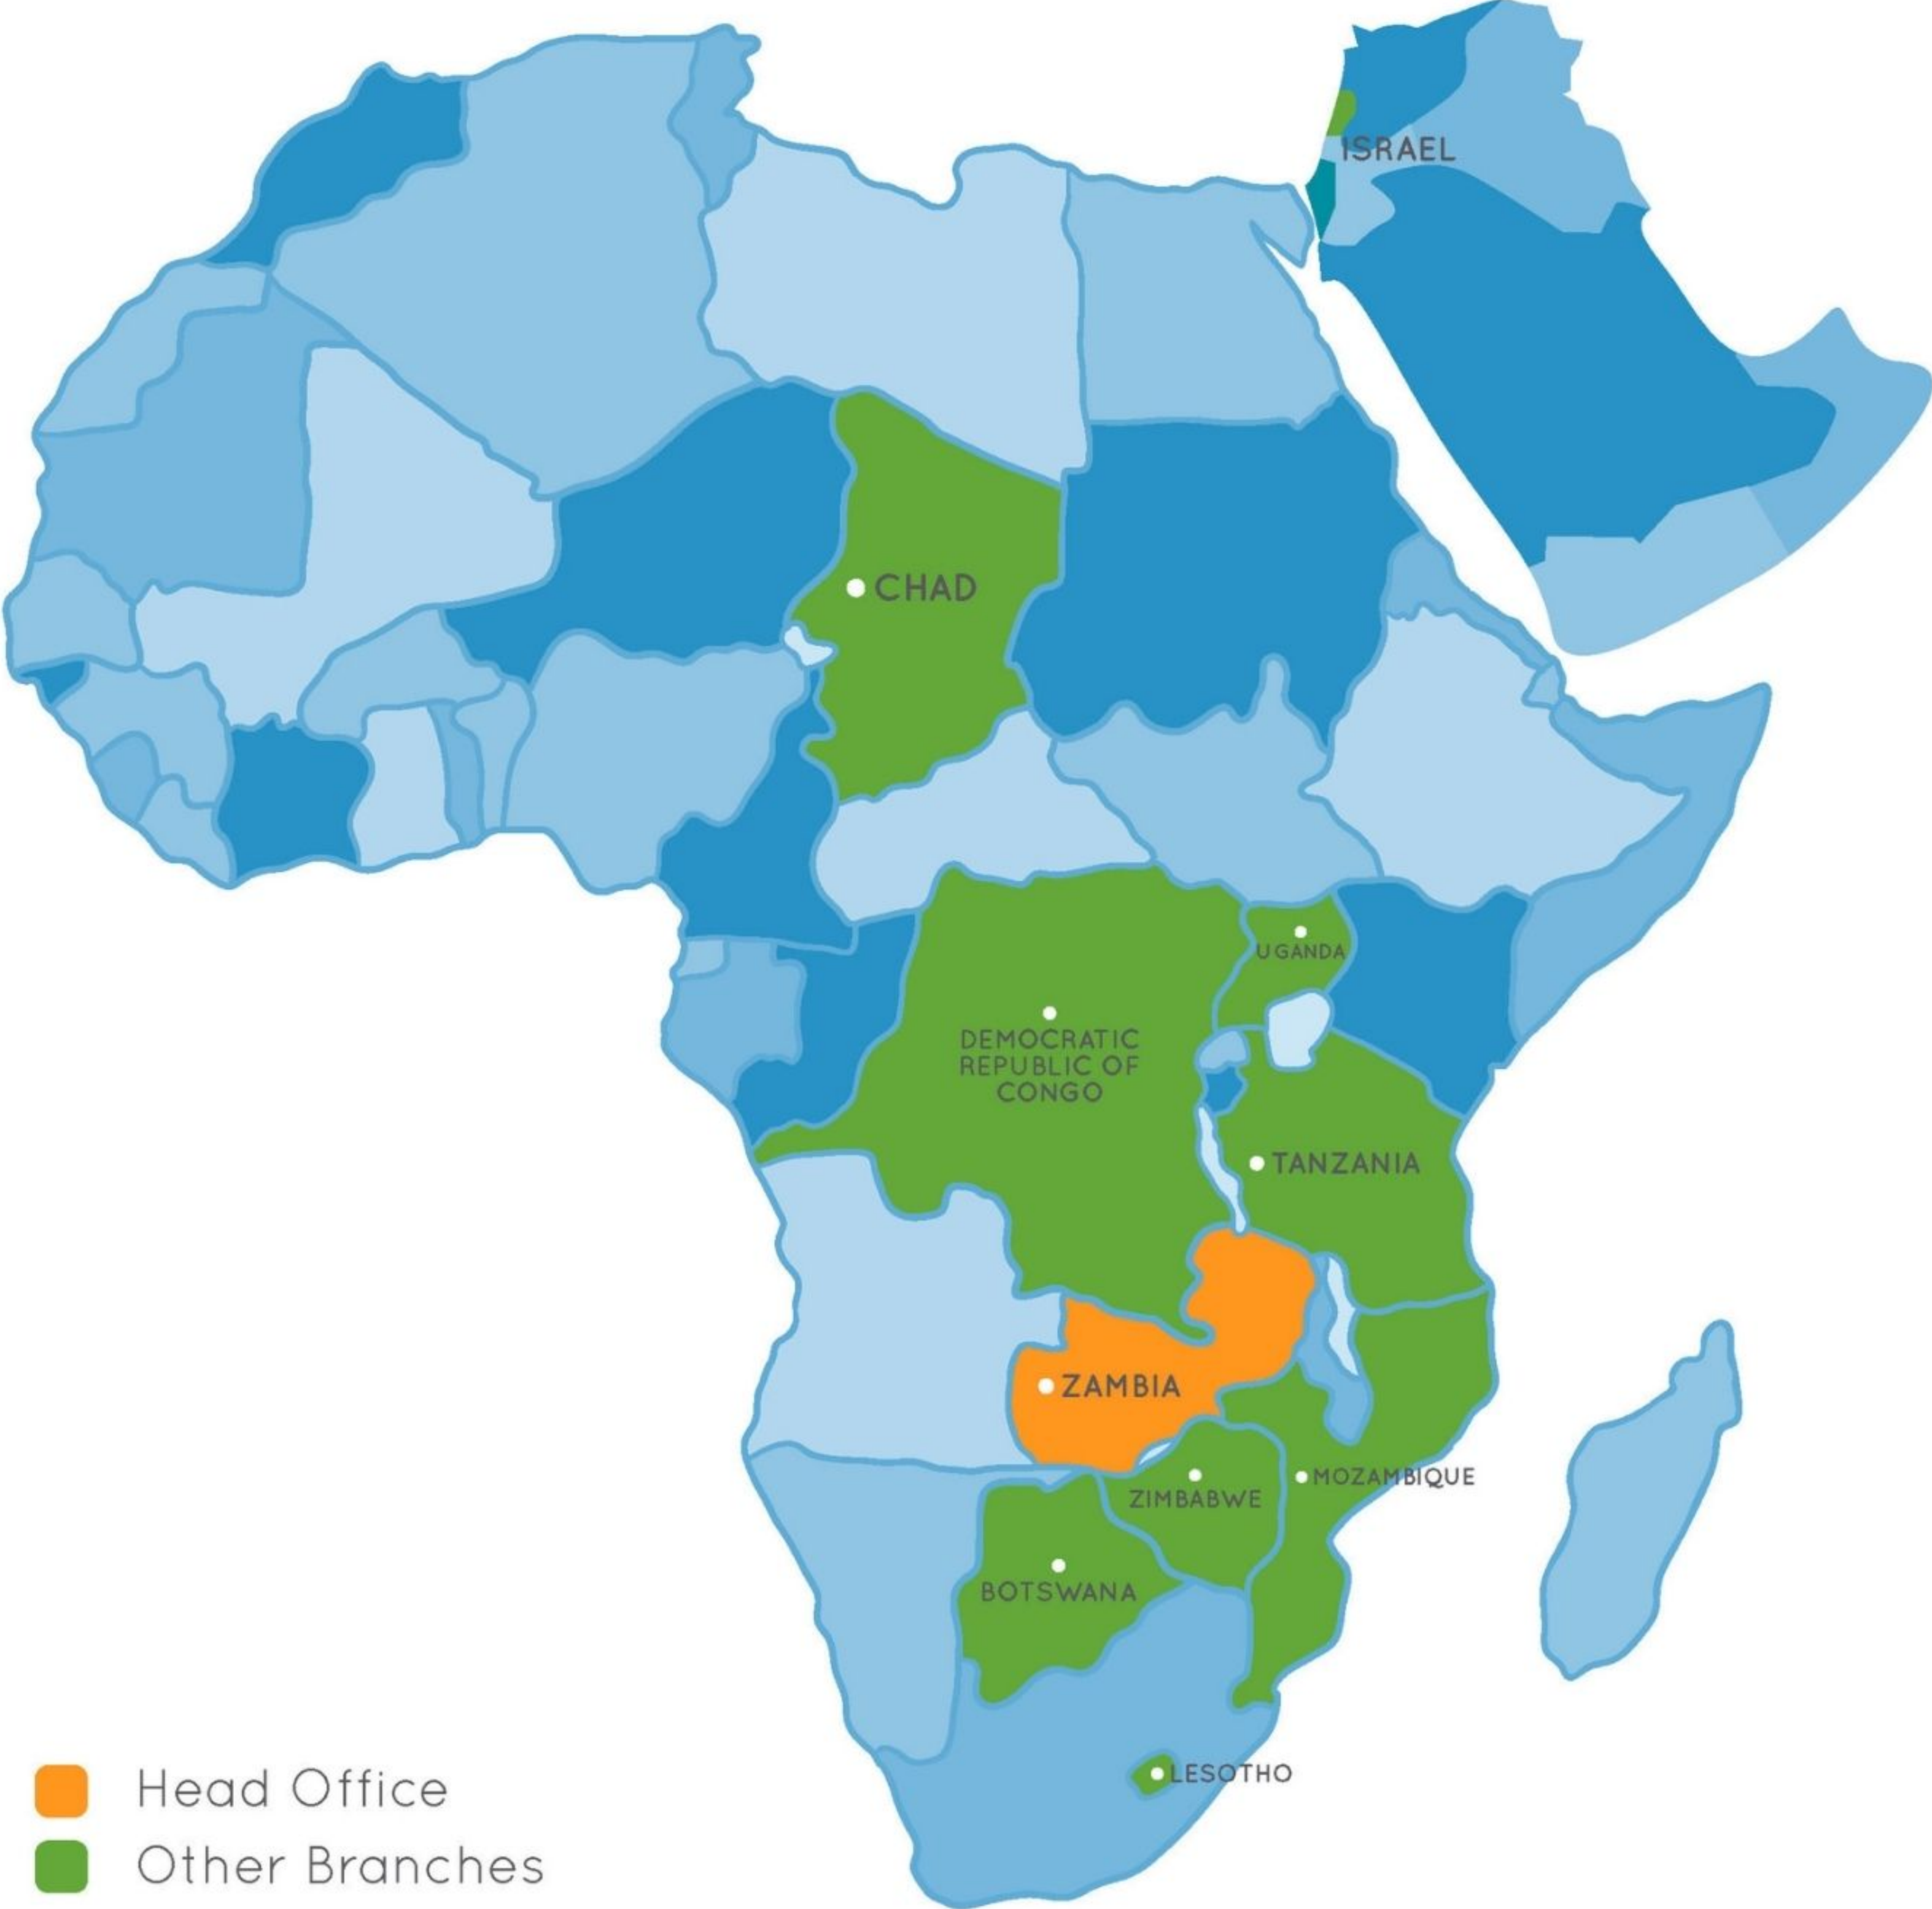 ISRAEL
CHAD
UGANDA
DEMOCRATIC
REPUBLIC OF
CONGO
TANZANIA
ZAMBIA
MOZAMBIQUE
ZIMBABWE
BOTSWANA
LESOTHO
Head Office
Other Branches